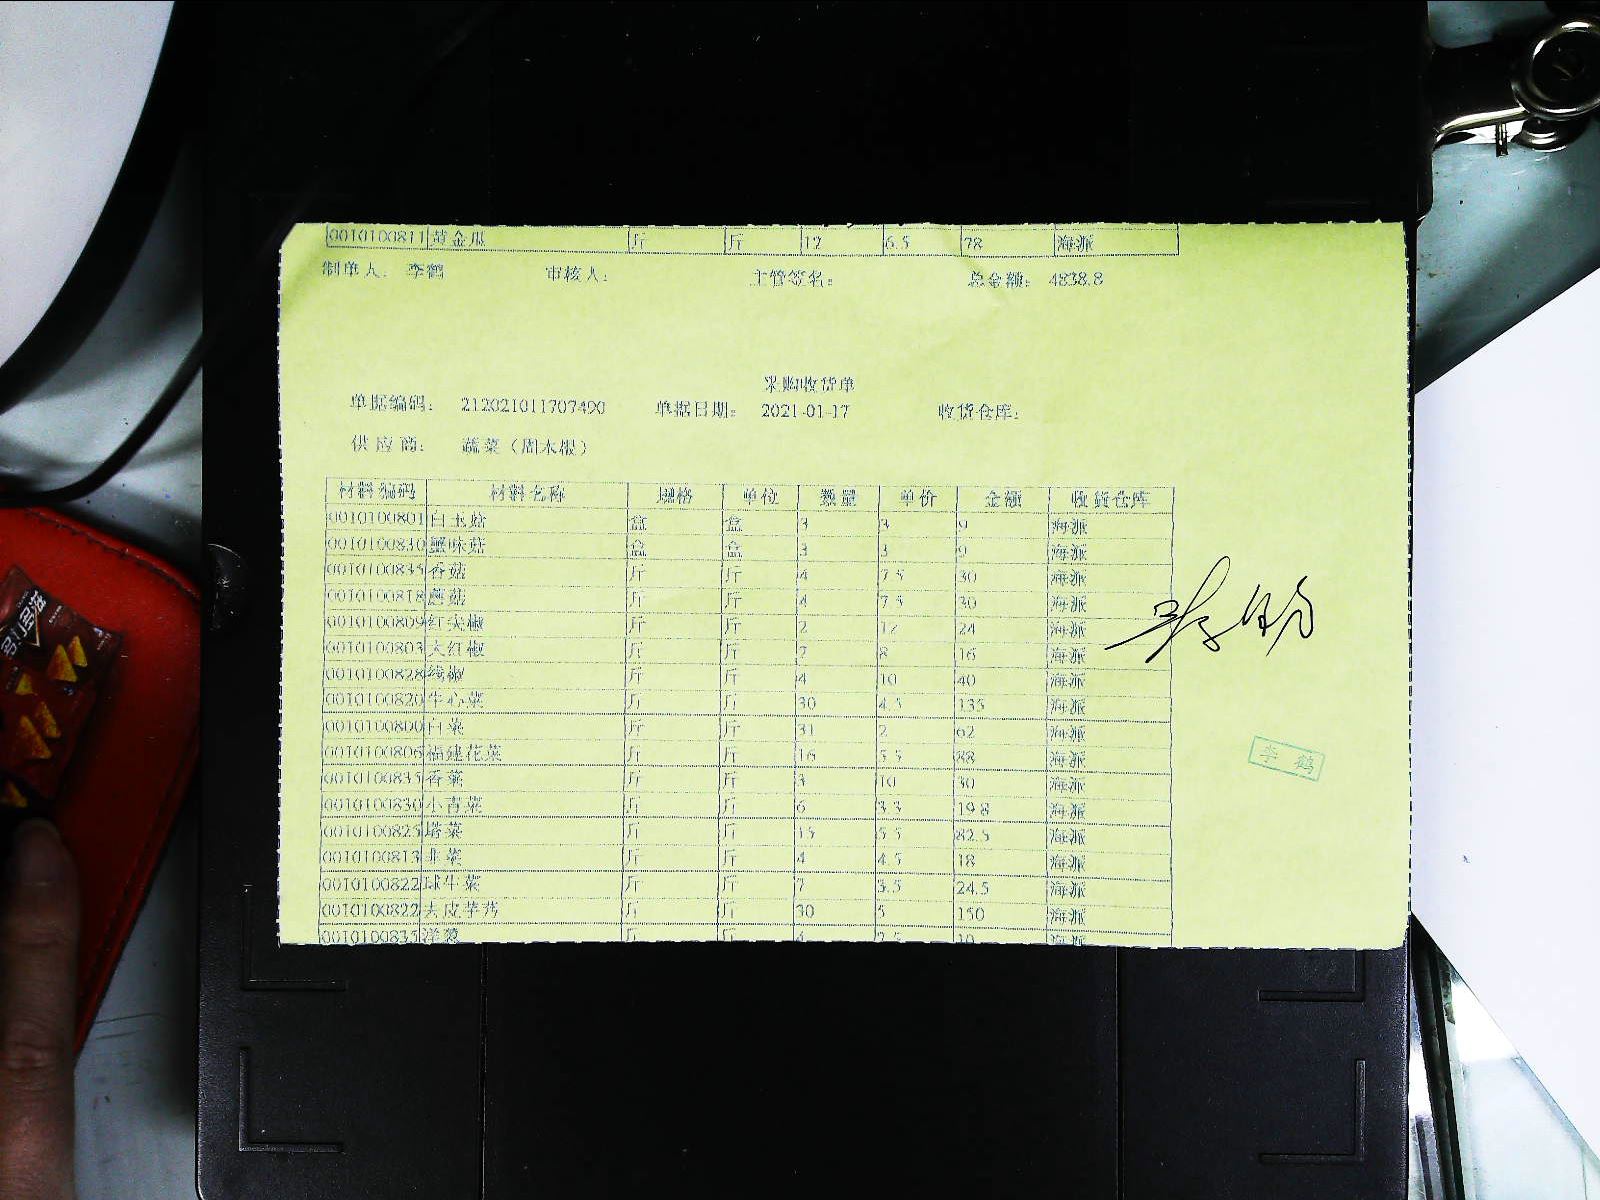 0010100811 黄金瓜 斤 斤 12 6.5 78 海派
制单人: 李鹤 审核人: 主管签名: 总金额: 4838.8
采购收货单
单据编码: 212021011707490 单据日期: 2021-01-17 收货仓库:
供应商: 蔬菜(周木根)
材料编码 材料名称 规格 单位 数量 单价 金额 收货仓库
0010100801 白玉菇 盒 盒 3 3 9 海派
0010100830 蟹味菇 盒 盒 3 3 9 海派
0010100835 香菇 斤 斤 4 7.5 30 海派
0010100818 蘑菇 斤 斤 4 7.5 30 海派
0010100809 红尖椒 斤 斤 2 12 24 海派
0010100803 大红椒 斤 斤 2 8 16 海派
0010100828 线椒 斤 斤 4 10 40 海派
0010100820 牛心菜 斤 斤 30 4.5 135 海派
0010100800 白菜 斤 斤 31 2 62 海派
0010100806 福建花菜 斤 斤 16 5.5 88 海派
0010100835 香菜 斤 斤 3 10 30 海派
0010100830 小青菜 斤 斤 6 3.3 19.8 海派
0010100825 塔菜 斤 斤 15 5.5 82.5 海派
0010100813 韭菜 斤 斤 4 4.5 18 海派
0010100822 球生菜 斤 斤 7 3.5 24.5 海派
0010100822 去皮芋艿 斤 斤 30 5 150 海派
0010100835 洋葱 斤 斤 4 2.5 10 海派
李鹤